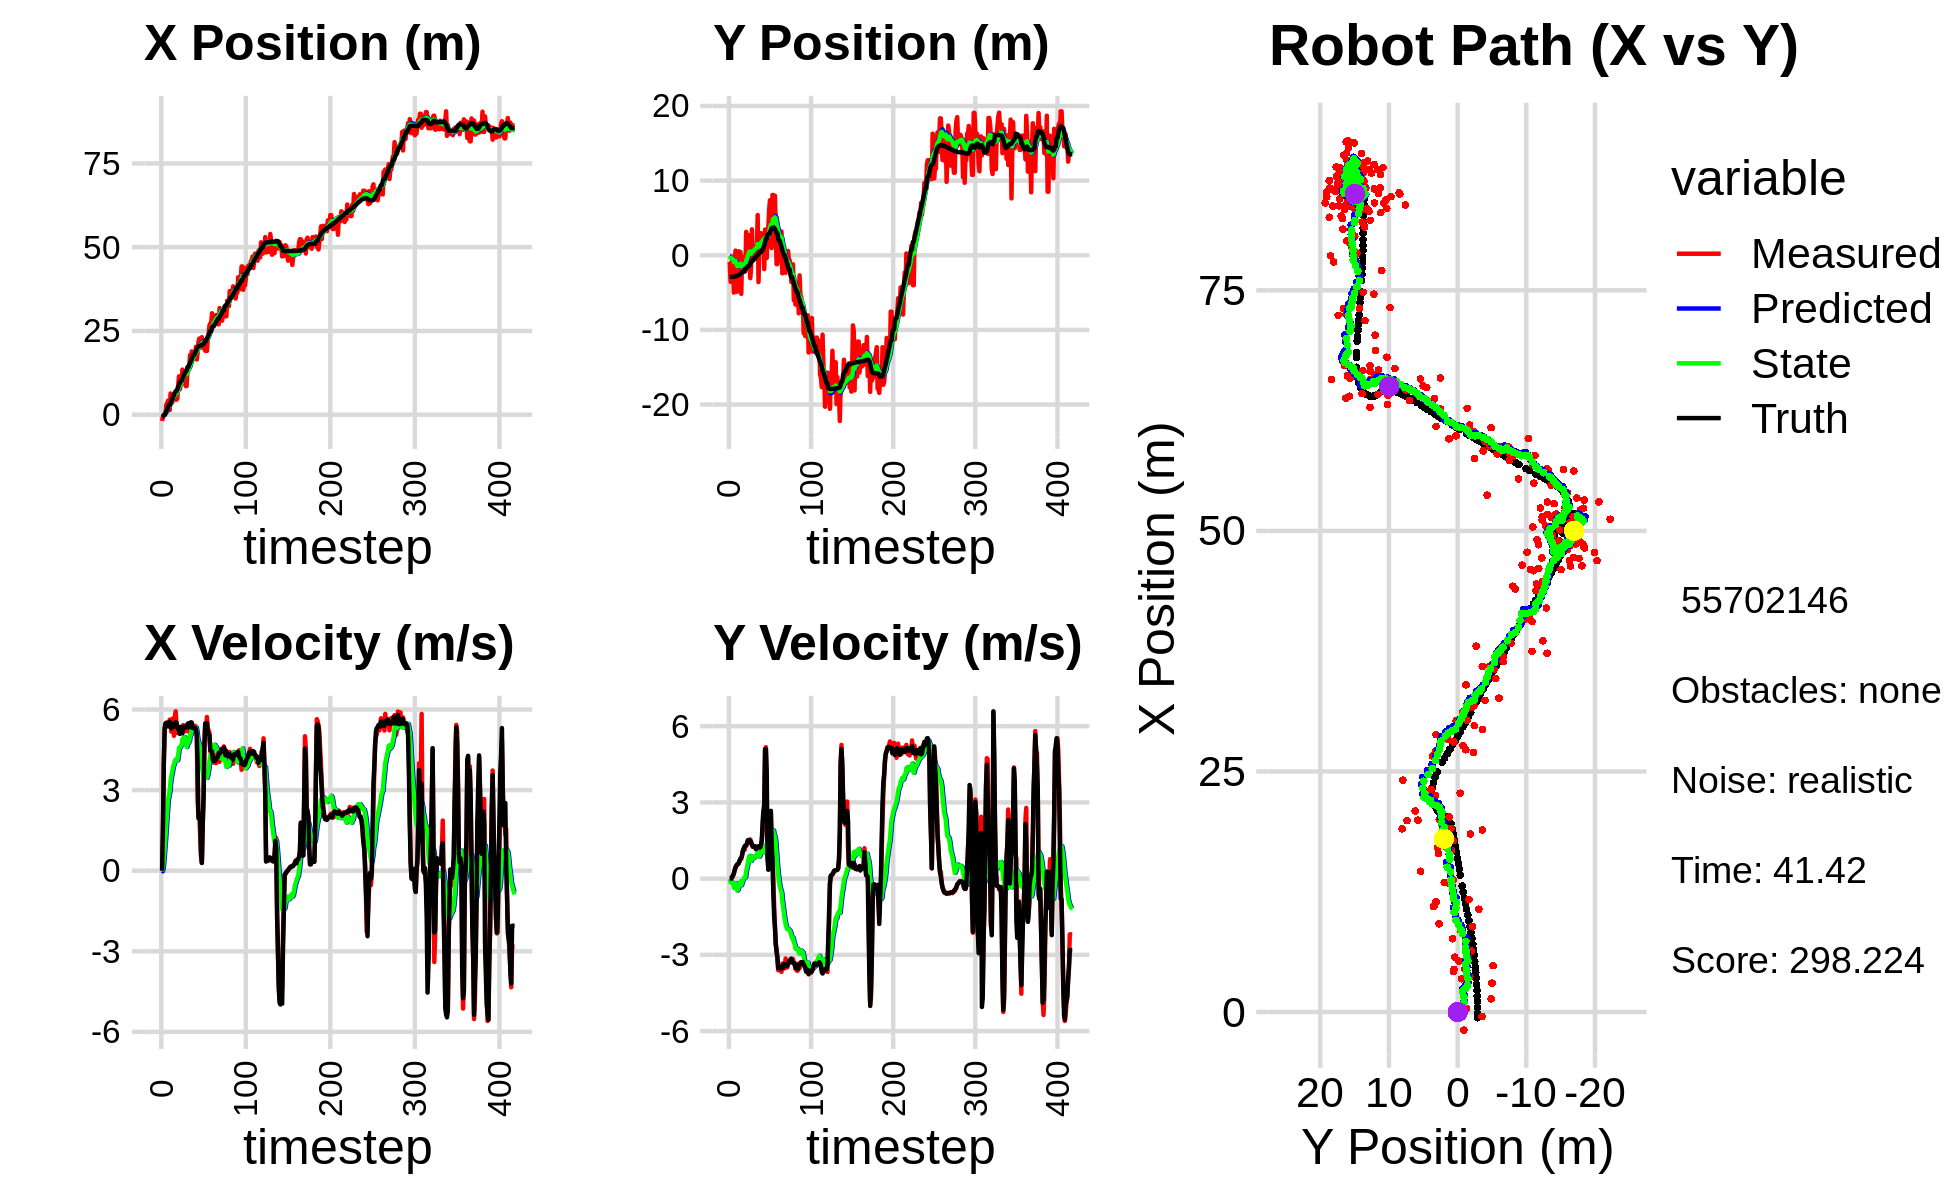 X Position (m)
75
50
25
0
0
100
200
300
400
timestep
Y Position (m)
20
10
0
-10
-20
0
100
200
300
400
timestep
X Velocity (m/s)
6
3
0
-3
-6
0
100
200
300
400
timestep
Y Velocity (m/s)
6
3
0
-3
-6
0
100
200
300
400
timestep
Robot Path (X vs Y)
X Position (m)
75
50
25
0
20 10 0 -10 -20
Y Position (m)
variable
Measured
Predicted
State
Truth
55702146
Obstacles: none
Noise: realistic
Time: 41.42
Score: 298.224